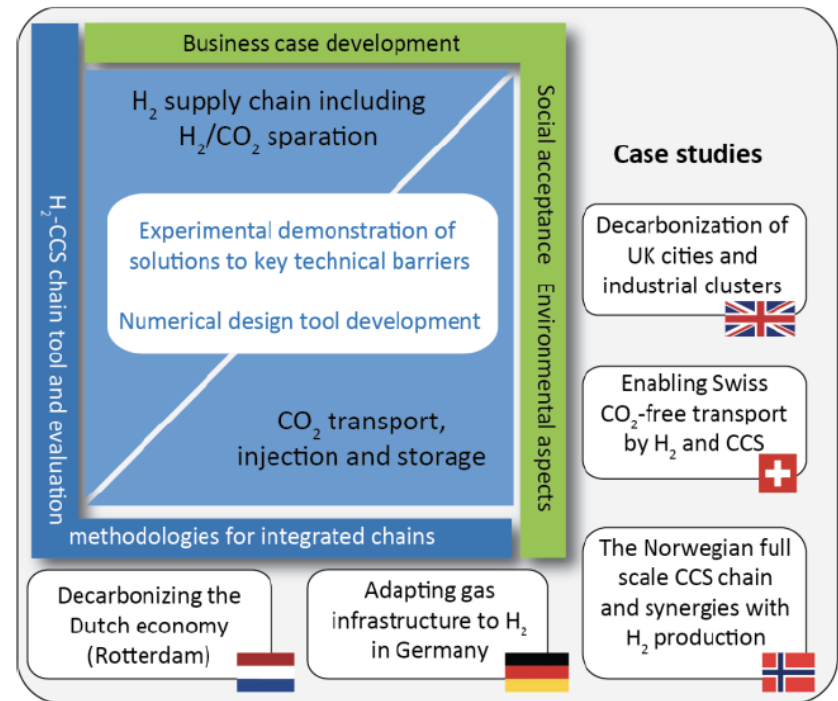 Business case development
H₂ supply chain including
H₂/CO₂ sparation
Experimental demonstration of
solutions to key technical barriers
Numerical design tool development
CO₂ transport,
injection and storage
H₂-CCS chain tool and evaluation
methodologies for integrated chains
Social acceptance Environmental aspects
Case studies
Decarbonization of
UK cities and
industrial clusters
Enabling Swiss
CO₂-free transport
by H₂ and CCS
The Norwegian full
scale CCS chain
and synergies with
H₂ production
Decarbonizing the
Dutch economy
(Rotterdam)
Adapting gas
infrastructure to H₂
in Germany